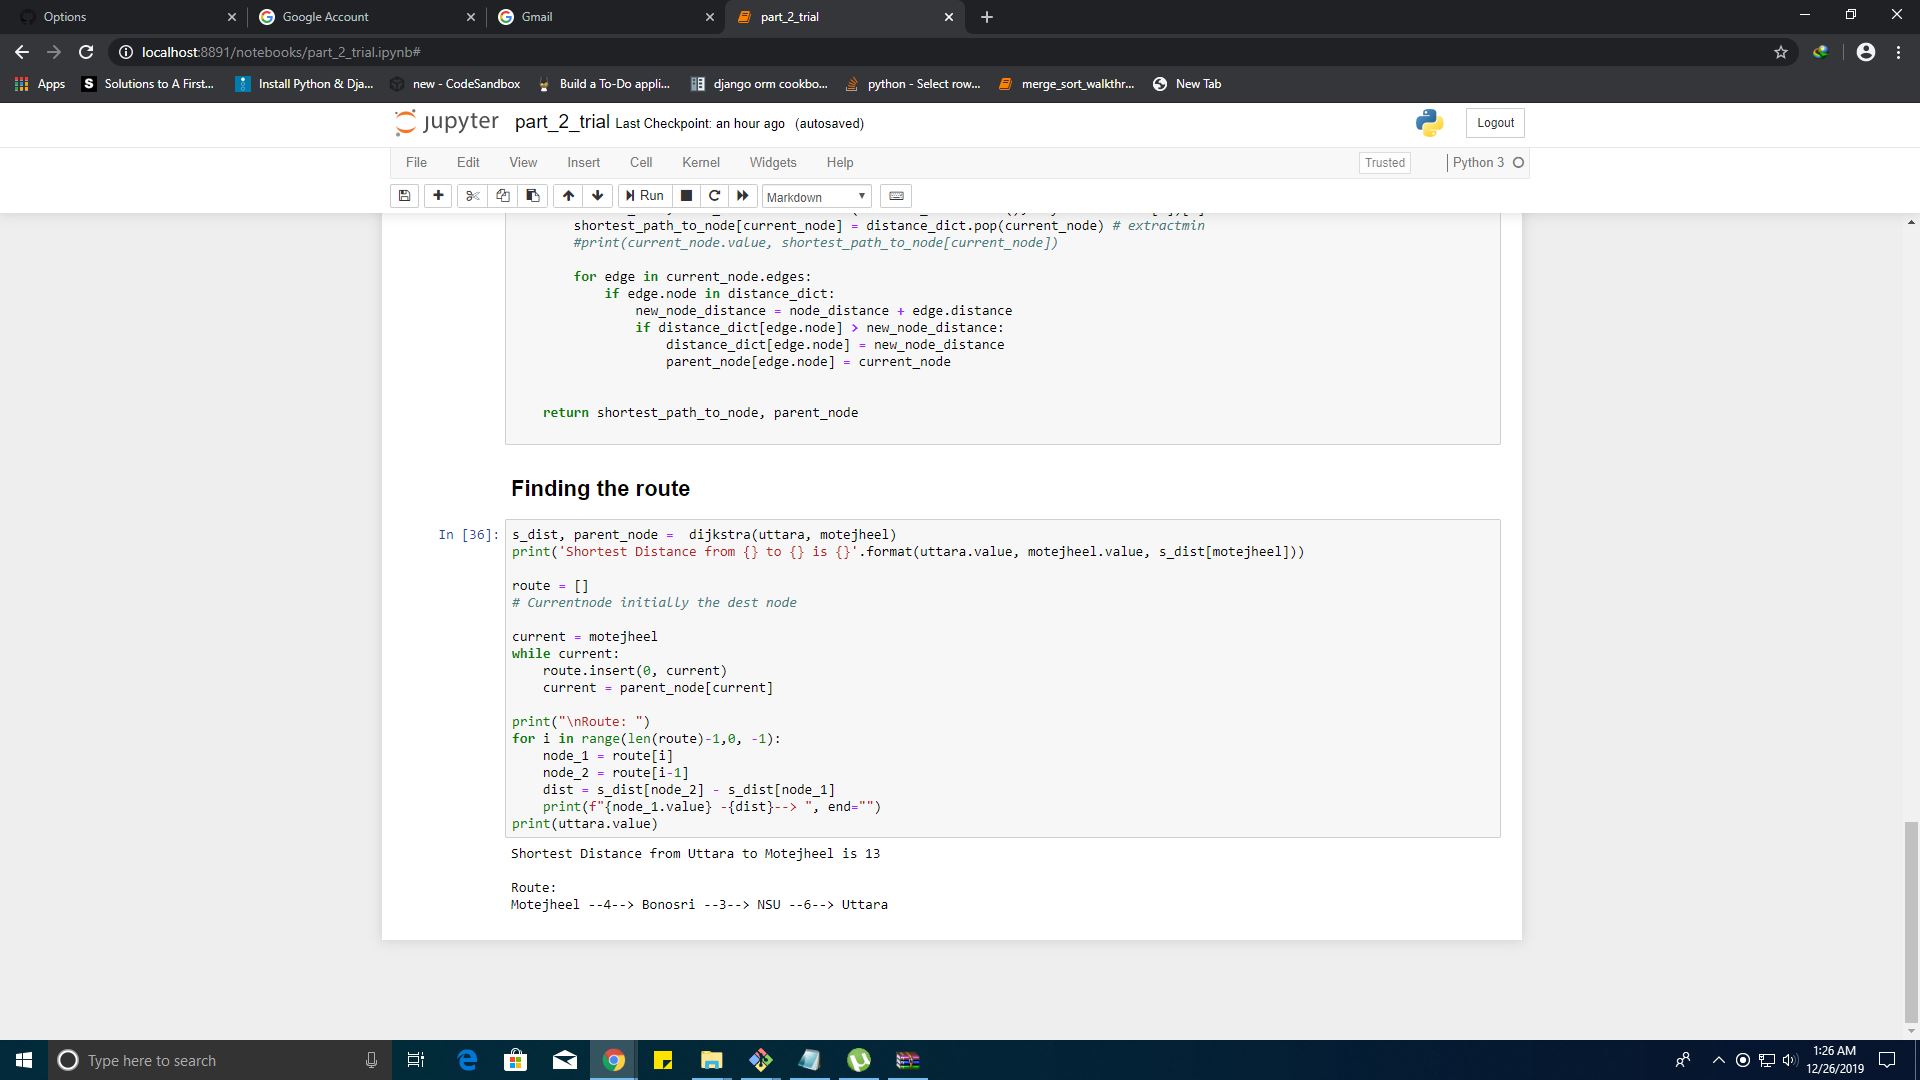 Options
Google Account
Gmail
part_2_trial
localhost:8891/notebooks/part_2_trial.ipynb#
Apps
Solutions to A First...
Install Python & Dja...
new - CodeSandbox
Build a To-Do appli...
django orm cookbo...
python - Select row...
merge_sort_walkthr...
New Tab
jupyter part_2_trial Last Checkpoint: an hour ago (autosaved)
Logout
File Edit View Insert Cell Kernel Widgets Help
Trusted
Python 3
Run
Markdown
shortest_path_to_node[current_node] = distance_dict.pop(current_node) # extractmin
#print(current_node.value, shortest_path_to_node[current_node])
for edge in current_node.edges:
if edge.node in distance_dict:
new_node_distance = node_distance + edge.distance
if distance_dict[edge.node] > new_node_distance:
distance_dict[edge.node] = new_node_distance
parent_node[edge.node] = current_node
return shortest_path_to_node, parent_node
Finding the route
In [36]:
s_dist, parent_node =  dijkstra(uttara, motejheel)
print('Shortest Distance from {} to {} is {}'.format(uttara.value, motejheel.value, s_dist[motejheel]))
route = []
# Currentnode initially the dest node
current = motejheel
while current:
route.insert(0, current)
current = parent_node[current]
print("\nRoute: ")
for i in range(len(route)-1,0, -1):
node_1 = route[i]
node_2 = route[i-1]
dist = s_dist[node_2] - s_dist[node_1]
print(f"{node_1.value} -{dist}--> ", end="")
print(uttara.value)
Shortest Distance from Uttara to Motejheel is 13
Route:
Motejheel --4--> Bonosri --3--> NSU --6--> Uttara
Type here to search
1:26 AM
12/26/2019